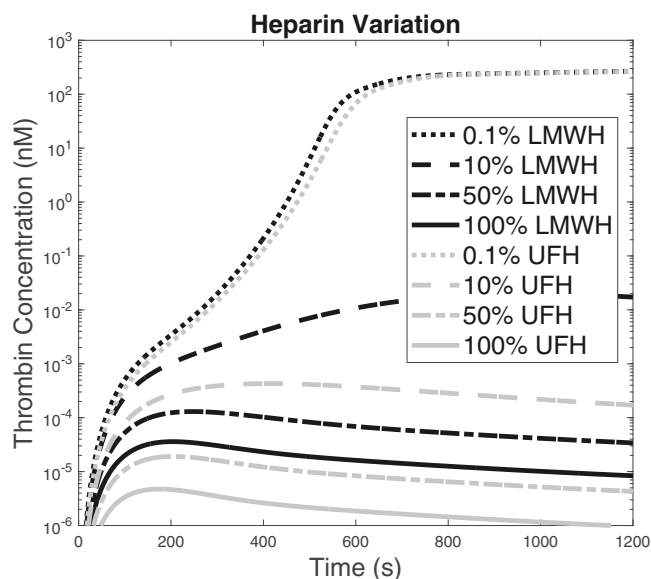 Heparin Variation
Thrombin Concentration (nM)
10^3
10^2
10^1
10^0
10^-1
10^-2
10^-3
10^-4
10^-5
10^-6
0.1% LMWH
10% LMWH
50% LMWH
100% LMWH
0.1% UFH
10% UFH
50% UFH
100% UFH
0 200 400 600 800 1000 1200
Time (s)